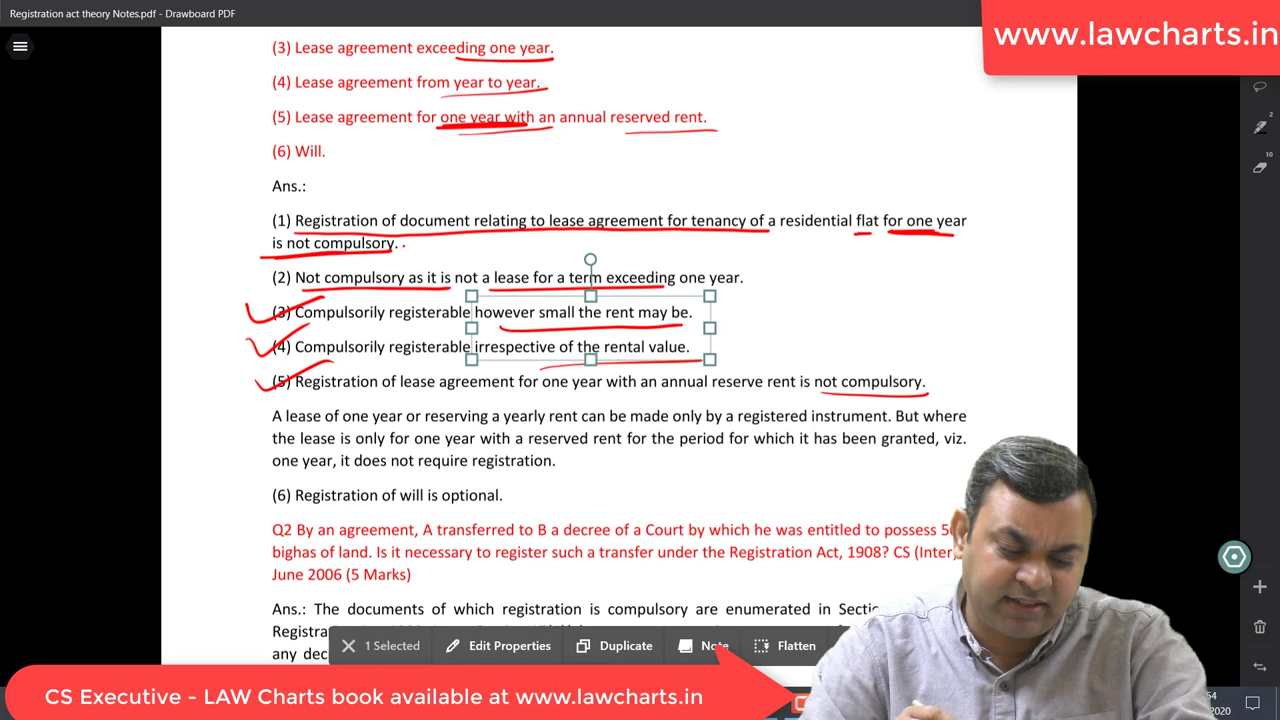 Registration act theory Notes.pdf - Drawboard PDF
www.lawcharts.in
(3) Lease agreement exceeding one year.
(4) Lease agreement from year to year.
(5) Lease agreement for one year with an annual reserved rent.
(6) Will.
Ans.:
(1) Registration of document relating to lease agreement for tenancy of a residential flat for one year
is not compulsory.
(2) Not compulsory as it is not a lease for a term exceeding one year.
(3) Compulsorily registerable however small the rent may be.
(4) Compulsorily registerable irrespective of the rental value.
(5) Registration of lease agreement for one year with an annual reserve rent is not compulsory.
A lease of one year or reserving a yearly rent can be made only by a registered instrument. But where
the lease is only for one year with a reserved rent for the period for which it has been granted, viz.
one year, it does not require registration.
(6) Registration of will is optional.
Q2 By an agreement, A transferred to B a decree of a Court by which he was entitled to possess
bighas of land. Is it necessary to register such a transfer under the Registration Act, 1908? CS (Inter)
June 2006 (5 Marks)
Ans.: The documents of which registration is compulsory are enumerated in
any
1 Selected
Edit Properties
Duplicate
Note
Flatten
CS Executive - LAW Charts book available at www.lawcharts.in
2
10
54
2020